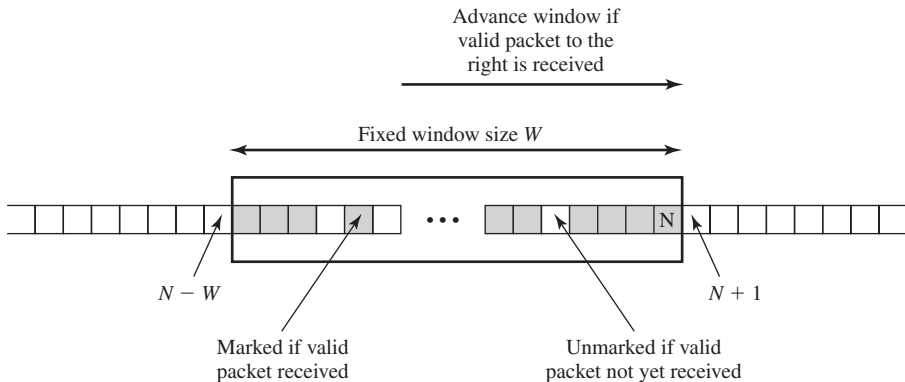 Advance window if
valid packet to the
right is received
Fixed window size W
N
N − W
N + 1
Marked if valid
packet received
Unmarked if valid
packet not yet received